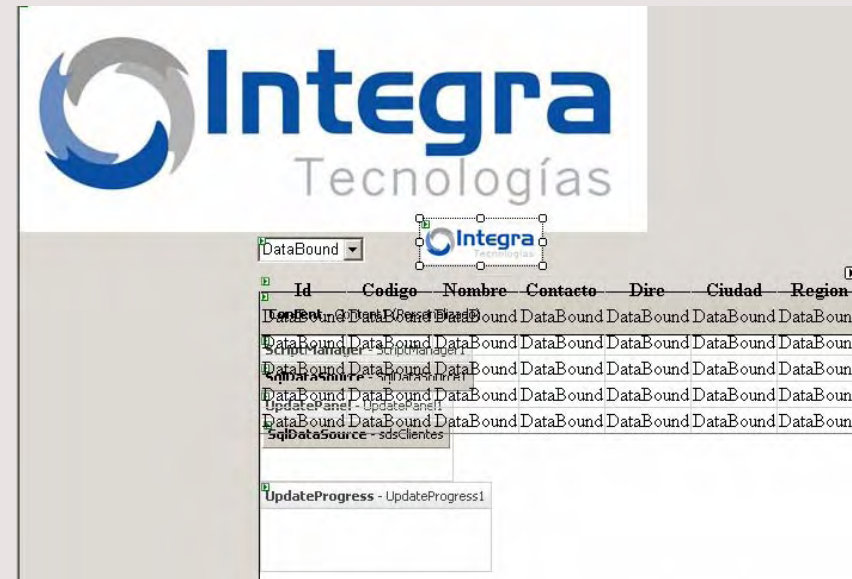 Integra
Tecnologías
Integra
Tecnologías
DataBound
Id Codigo Nombre Contacto Dire Ciudad Region
Content - Content1 (Personalizado)
DataBound DataBound DataBound DataBound DataBound DataBound DataBoun
ScriptManager - ScriptManager1
DataBound DataBound DataBound DataBound DataBound DataBound DataBoun
SqlDataSource - SqlDataSource1
DataBound DataBound DataBound DataBound DataBound DataBound DataBoun
UpdatePanel - UpdatePanel1
DataBound DataBound DataBound DataBound DataBound DataBound DataBoun
DataBound DataBound DataBound DataBound DataBound DataBound DataBoun
SqlDataSource - sdsClientes
UpdateProgress - UpdateProgress1